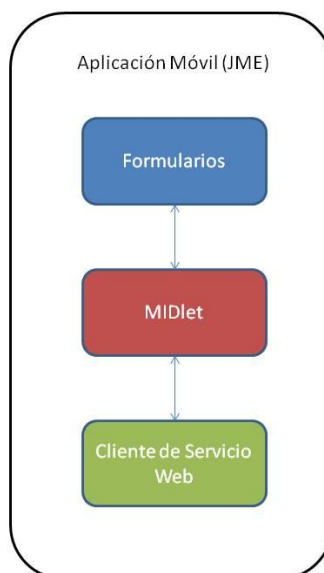 Aplicación Móvil (JME)
Formularios
MIDlet
Cliente de Servicio
Web